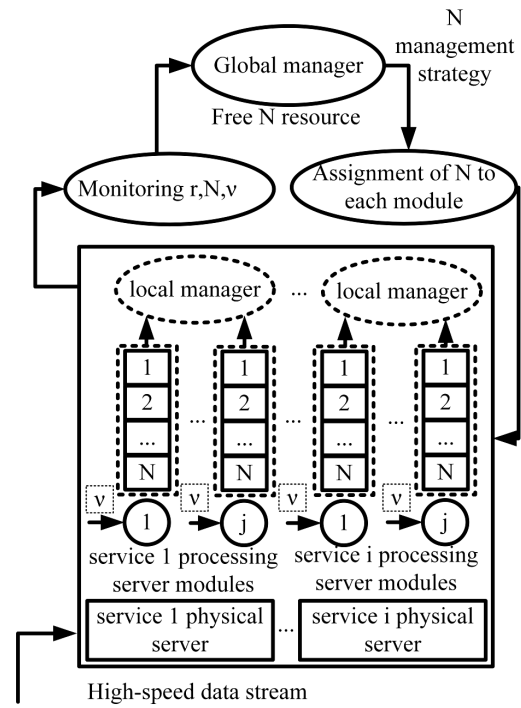 N
management
strategy
Global manager
Free N resource
Monitoring r,N,ν
Assignment of N to
each module
local manager ... local manager
1 1 1 1
2 ... 2 ... 2 ... 2
... ... ... ...
N N N N
ν ν ν ν
1 j 1 j
service 1 processing
server modules
service i processing
server modules
service 1 physical
server
...
service i physical
server
High-speed data stream